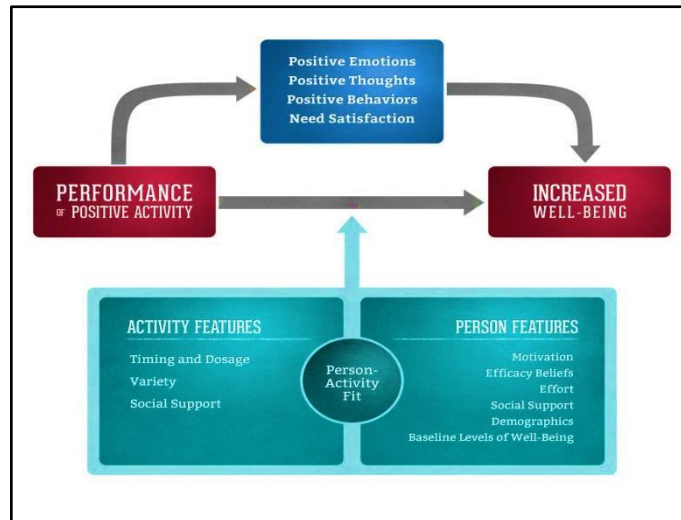 Positive Emotions
Positive Thoughts
Positive Behaviors
Need Satisfaction
PERFORMANCE
OF POSITIVE ACTIVITY
INCREASED
WELL-BEING
ACTIVITY FEATURES
Timing and Dosage
Variety
Social Support
Person-
Activity
Fit
PERSON FEATURES
Motivation
Efficacy Beliefs
Effort
Social Support
Demographics
Baseline Levels of Well-Being